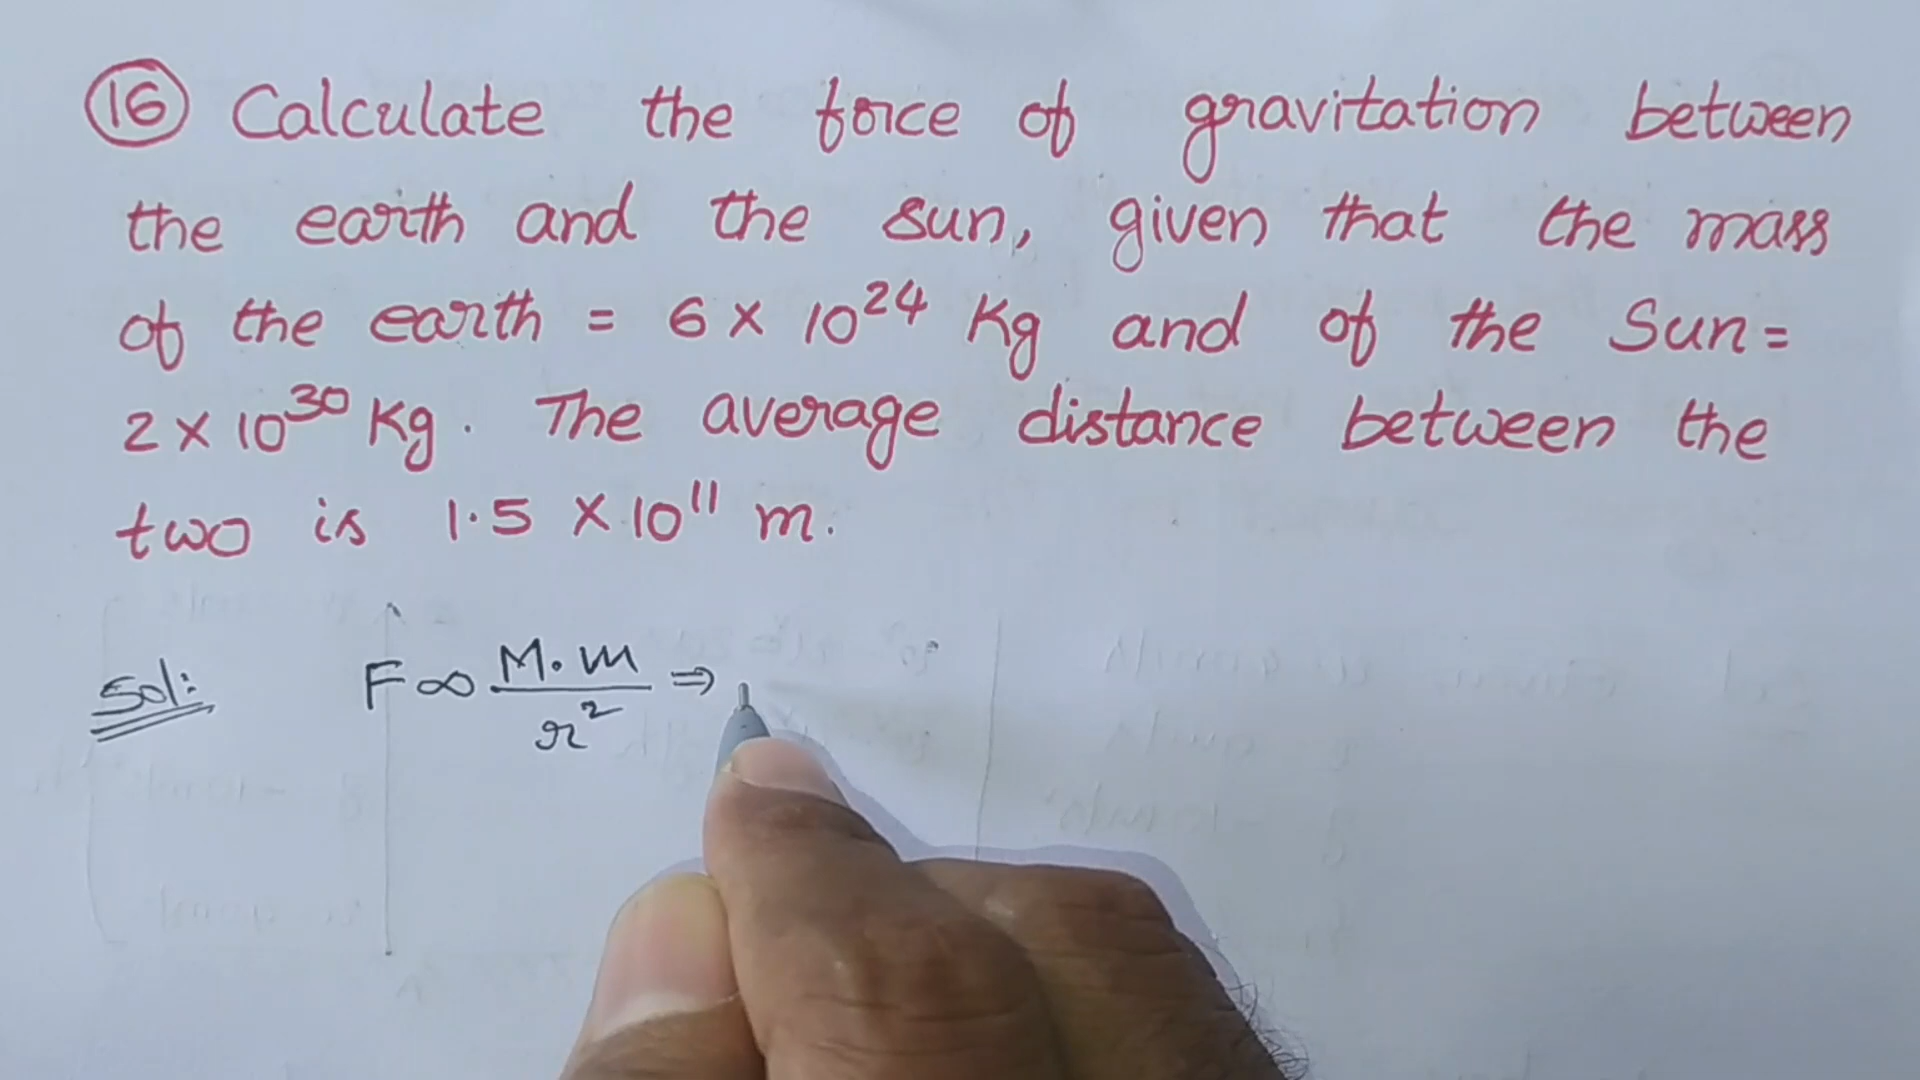 16 Calculate the force of gravitation between
the earth and the sun, given that the mass
of the earth = 6 × 10²⁴ Kg and of the Sun =
2 × 10³⁰ Kg. The average distance between the
two is 1.5 × 10¹¹ m.
Sol: F ∞ M.m / r² ⇒